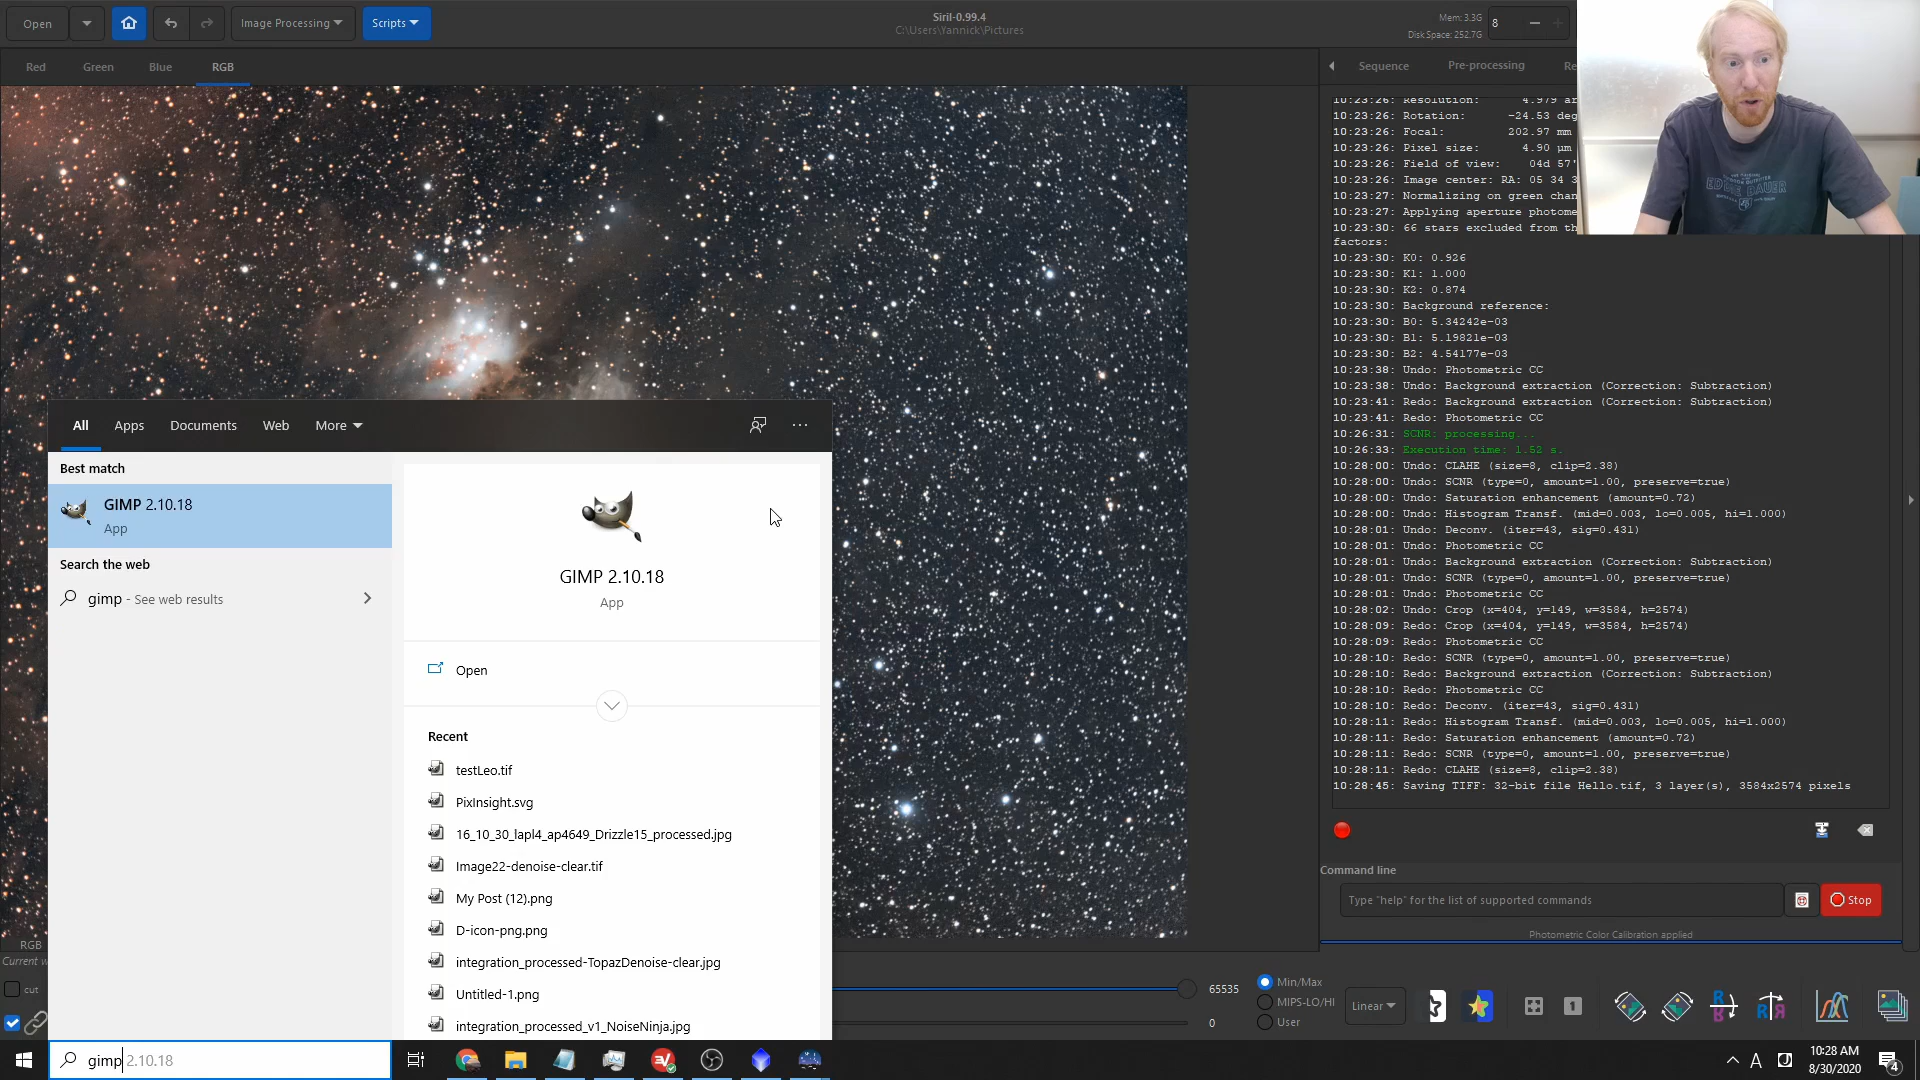 Open
Image Processing
Scripts
Siril-0.99.4
C:\Users\Yannick\Pictures
Mem: 3.3G
Disk Space: 252.7G
8
Red
Green
Blue
RGB
Sequence
Pre-processing
10:23:26: Resolution: 4.979 ar
10:23:26: Rotation: -24.53 deg
10:23:26: Focal: 202.97 mm
10:23:26: Pixel size: 4.90 µm
10:23:26: Field of view: 04d 57'
10:23:26: Image center: RA: 05 34 3
10:23:27: Normalizing on green chan
10:23:27: Applying aperture photome
10:23:30: 66 stars excluded from th
factors:
10:23:30: K0: 0.926
10:23:30: K1: 1.000
10:23:30: K2: 0.874
10:23:30: Background reference:
10:23:30: B0: 5.34242e-03
10:23:30: B1: 5.19821e-03
10:23:30: B2: 4.54177e-03
10:23:38: Undo: Photometric CC
10:23:38: Undo: Background extraction (Correction: Subtraction)
10:23:41: Redo: Background extraction (Correction: Subtraction)
10:23:41: Redo: Photometric CC
10:26:31: SCNR: processing...
10:26:33: Execution time: 1.52 s.
10:28:00: Undo: CLAHE (size=8, clip=2.38)
10:28:00: Undo: SCNR (type=0, amount=1.00, preserve=true)
10:28:00: Undo: Saturation enhancement (amount=0.72)
10:28:00: Undo: Histogram Transf. (mid=0.003, lo=0.005, hi=1.000)
10:28:01: Undo: Deconv. (iter=43, sig=0.431)
10:28:01: Undo: Photometric CC
10:28:01: Undo: Background extraction (Correction: Subtraction)
10:28:01: Undo: SCNR (type=0, amount=1.00, preserve=true)
10:28:01: Undo: Photometric CC
10:28:02: Undo: Crop (x=404, y=149, w=3584, h=2574)
10:28:09: Redo: Crop (x=404, y=149, w=3584, h=2574)
10:28:09: Redo: Photometric CC
10:28:10: Redo: SCNR (type=0, amount=1.00, preserve=true)
10:28:10: Redo: Background extraction (Correction: Subtraction)
10:28:10: Redo: Photometric CC
10:28:10: Redo: Deconv. (iter=43, sig=0.431)
10:28:11: Redo: Histogram Transf. (mid=0.003, lo=0.005, hi=1.000)
10:28:11: Redo: Saturation enhancement (amount=0.72)
10:28:11: Redo: SCNR (type=0, amount=1.00, preserve=true)
10:28:11: Redo: CLAHE (size=8, clip=2.38)
10:28:45: Saving TIFF: 32-bit file Hello.tif, 3 layer(s), 3584x2574 pixels
Command line
Type "help" for the list of supported commands
Stop
Photometric Color Calibration applied
All
Apps
Documents
Web
More
Best match
GIMP 2.10.18
App
Search the web
gimp - See web results
GIMP 2.10.18
App
Open
Recent
testLeo.tif
PixInsight.svg
16_10_30_lapl4_ap4649_Drizzle15_processed.jpg
Image22-denoise-clear.tif
My Post (12).png
D-icon-png.png
integration_processed-TopazDenoise-clear.jpg
Untitled-1.png
integration_processed_v1_NoiseNinja.jpg
RGB
Current w
cut
65535
0
Min/Max
MIPS-LO/HI
User
Linear
gimp 2.10.18
10:28 AM
8/30/2020
4